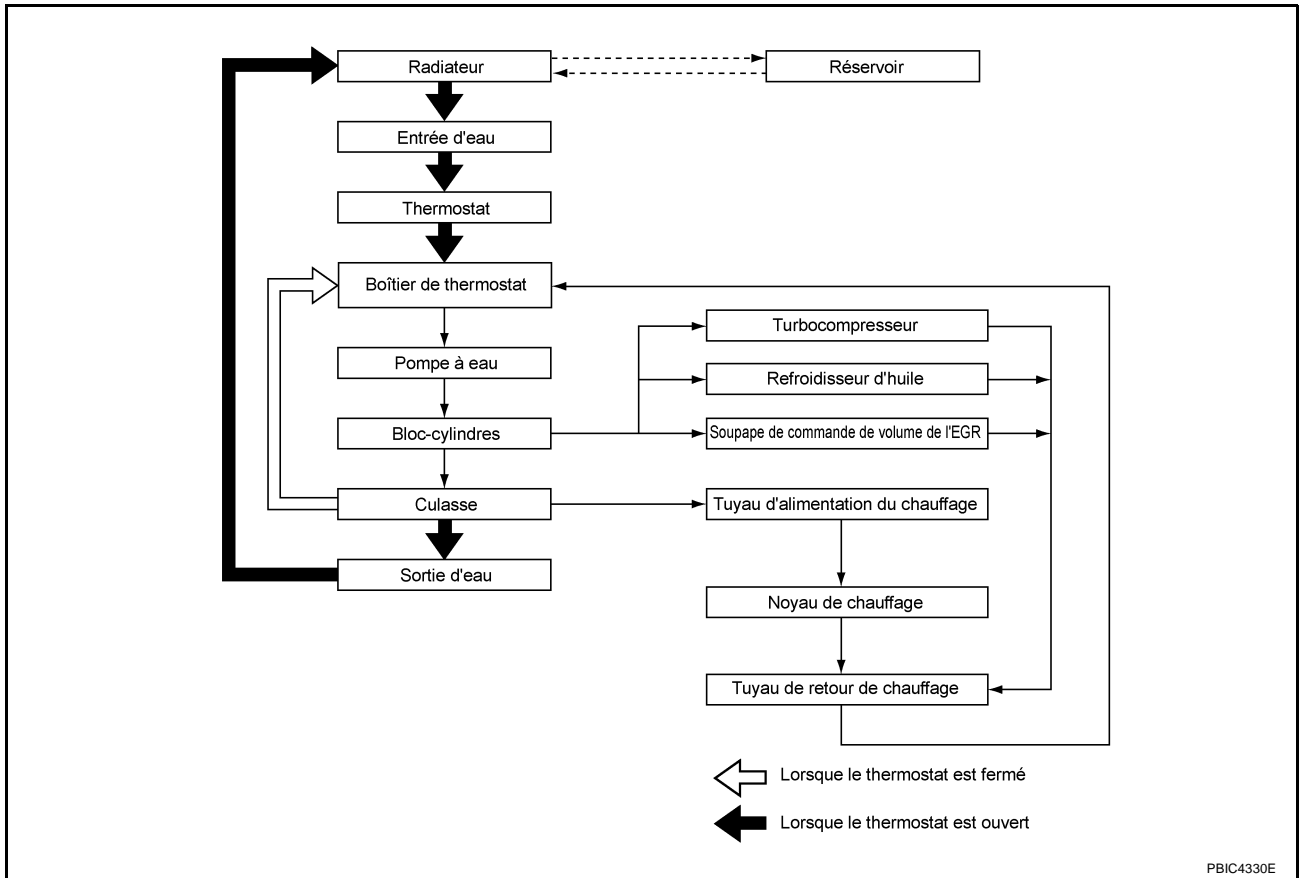 Radiateur
Réservoir
Entrée d'eau
Thermostat
Boîtier de thermostat
Turbocompresseur
Pompe à eau
Refroidisseur d'huile
Bloc-cylindres
Soupape de commande de volume de l'EGR
Culasse
Tuyau d'alimentation du chauffage
Sortie d'eau
Noyau de chauffage
Tuyau de retour de chauffage
Lorsque le thermostat est fermé
Lorsque le thermostat est ouvert
PBIC4330E